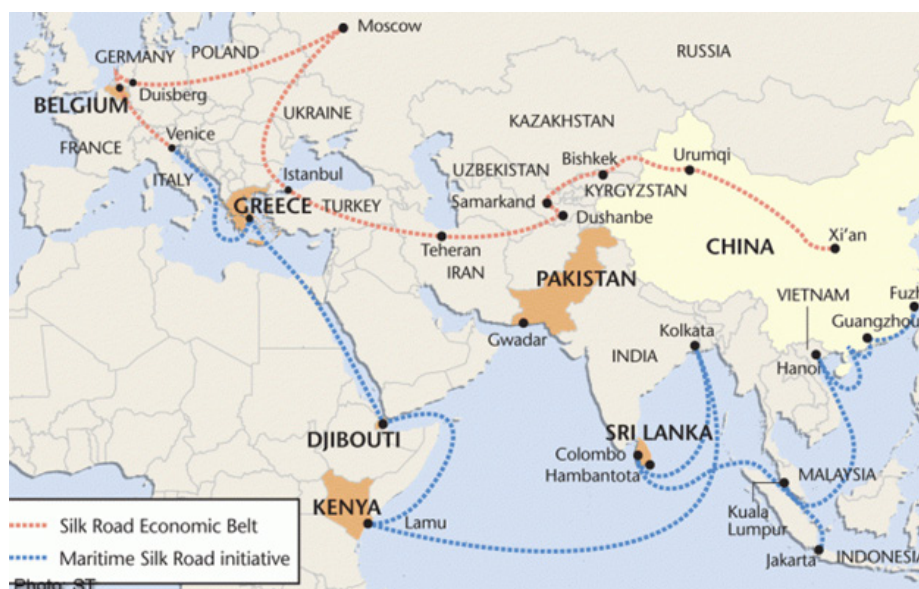 Moscow
GERMANY
POLAND
RUSSIA
BELGIUM
Duisberg
UKRAINE
KAZAKHSTAN
FRANCE
Venice
ITALY
Istanbul
UZBEKISTAN
Bishkek
Urumqi
KYRGYZSTAN
GREECE
TURKEY
Samarkand
Dushanbe
Teheran
IRAN
CHINA
Xi'an
PAKISTAN
VIETNAM
Fuzh
Guangzhou
Gwadar
Kolkata
INDIA
Hanoi
DJIBOUTI
SRI LANKA
Colombo
Hambantota
MALAYSIA
KENYA
Lamu
Kuala
Lumpur
Jakarta
INDONESIA
Silk Road Economic Belt
Maritime Silk Road initiative
Photo: ST